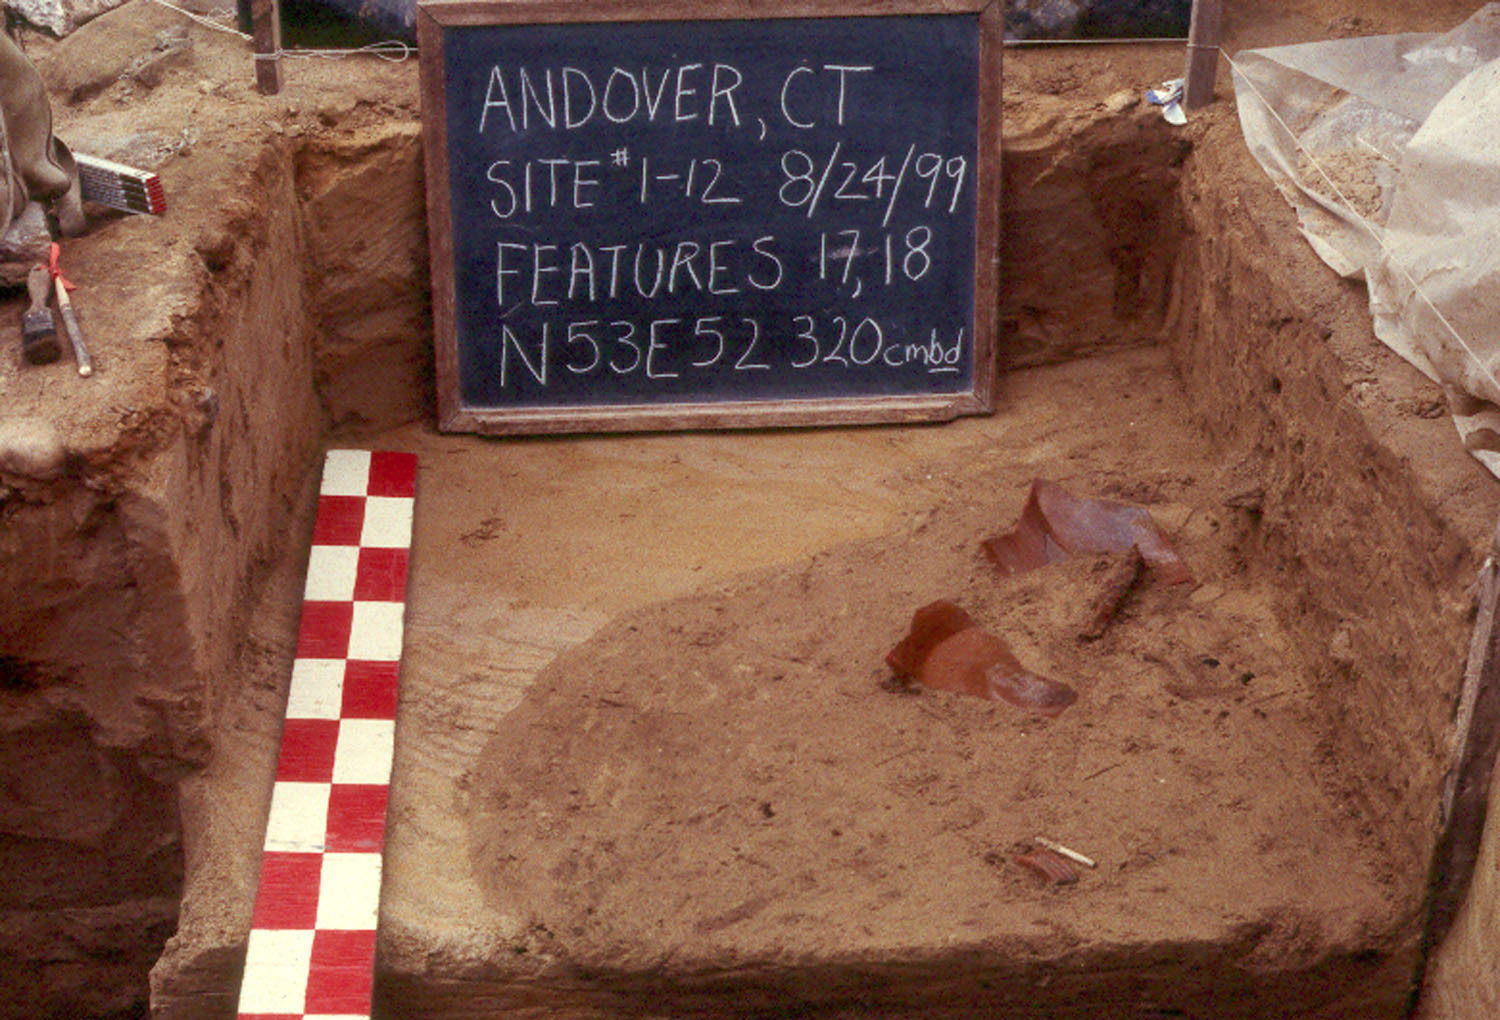 ANDOVER, CT
SITE #1-12 8/24/99
FEATURES 17,18
N53E52 320cmbd